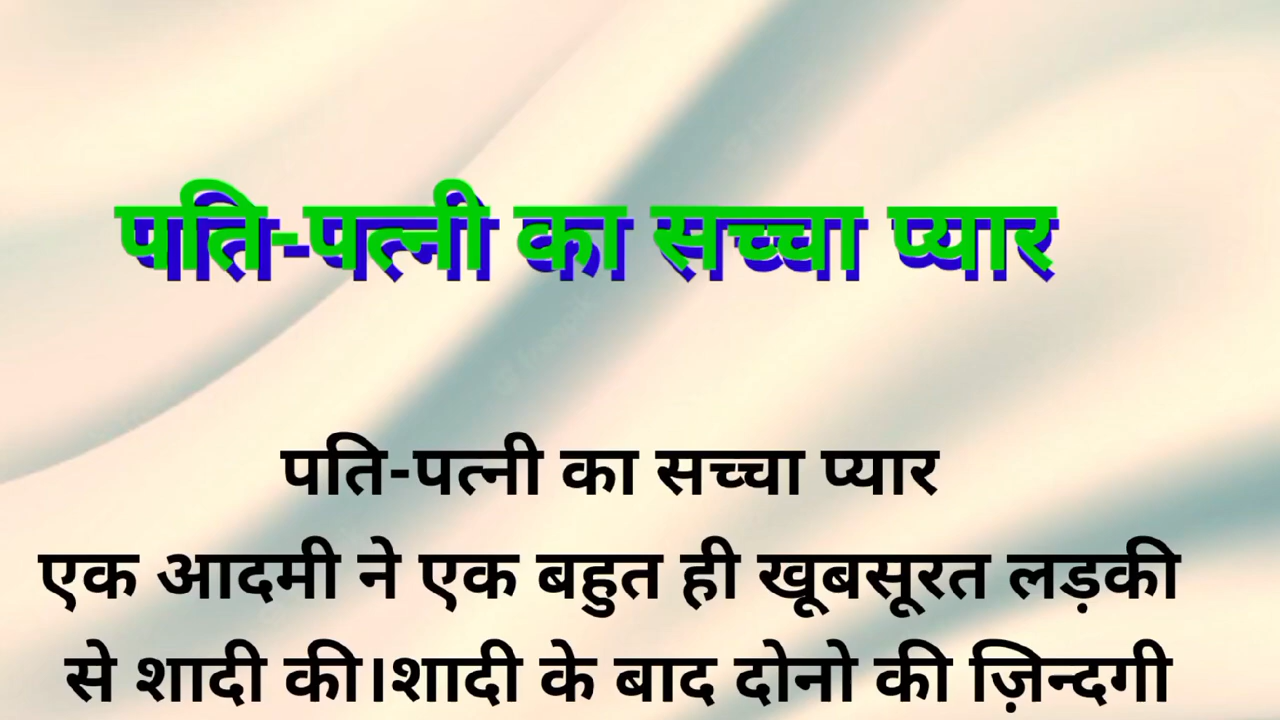 पति-पत्नी का सच्चा प्यार
पति-पत्नी का सच्चा प्यार
एक आदमी ने एक बहुत ही खूबसूरत लड़की
से शादी की।शादी के बाद दोनो की ज़िन्दगी